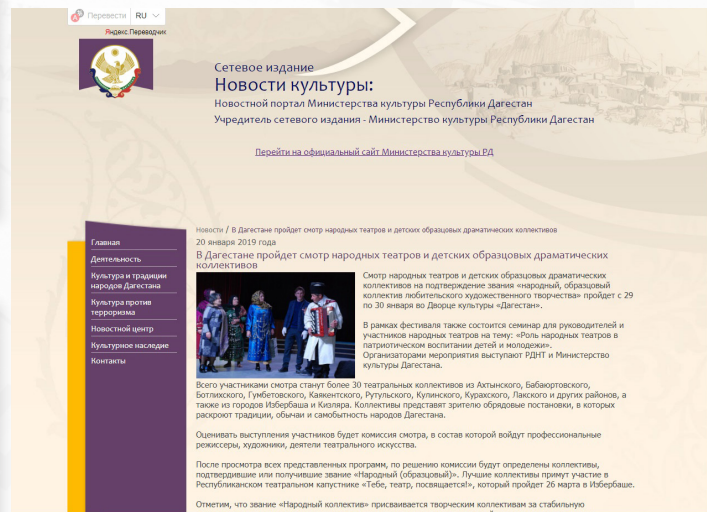 Перевести RU
Яндекс.Переводчик
Сетевое издание
Новости культуры:
Новостной портал Министерства культуры Республики Дагестан
Учредитель сетевого издания - Министерство культуры Республики Дагестан
Перейти на официальный сайт Министерства культуры РД
Главная
Деятельность
Культура и традиции
народов Дагестана
Культура против
терроризма
Новостной центр
Культурное наследие
Контакты
Новости / В Дагестане пройдет смотр народных театров и детских образцовых драматических коллективов
20 января 2019 года
В Дагестане пройдет смотр народных театров и детских образцовых драматических
коллективов
Смотр народных театров и детских образцовых драматических
коллективов на подтверждение звания «народный, образцовый
коллектив любительского художественного творчества» пройдет с 29
по 30 января во Дворце культуры «Дагестан».
В рамках фестиваля также состоится семинар для руководителей и
участников народных театров на тему: «Роль народных театров в
патриотическом воспитании детей и молодежи».
Организаторами мероприятия выступают РДНТ и Министерство
культуры Дагестана.
Всего участниками смотра станут более 30 театральных коллективов из Ахтынского, Бабаюртовского,
Ботлихского, Гумбетовского, Каякентского, Рутульского, Кулинского, Курахского, Лакского и других районов, а
также из городов Избербаша и Кизляра. Коллективы представят зрителю обрядовые постановки, в которых
раскроют традиции, обычаи и самобытность народов Дагестана.
Оценивать выступления участников будет комиссия смотра, в состав которой войдут профессиональные
режиссеры, художники, деятели театрального искусства.
После просмотра всех представленных программ, по решению комиссии будут определены коллективы,
подтвердившие или получившие звание «Народный (образцовый)». Лучшие коллективы примут участие в
Республиканском театральном капустнике «Тебе, театр, посвящается!», который пройдет 26 марта в Избербаше.
Отметим, что звание «Народный коллектив» присваивается творческим коллективам за стабильную